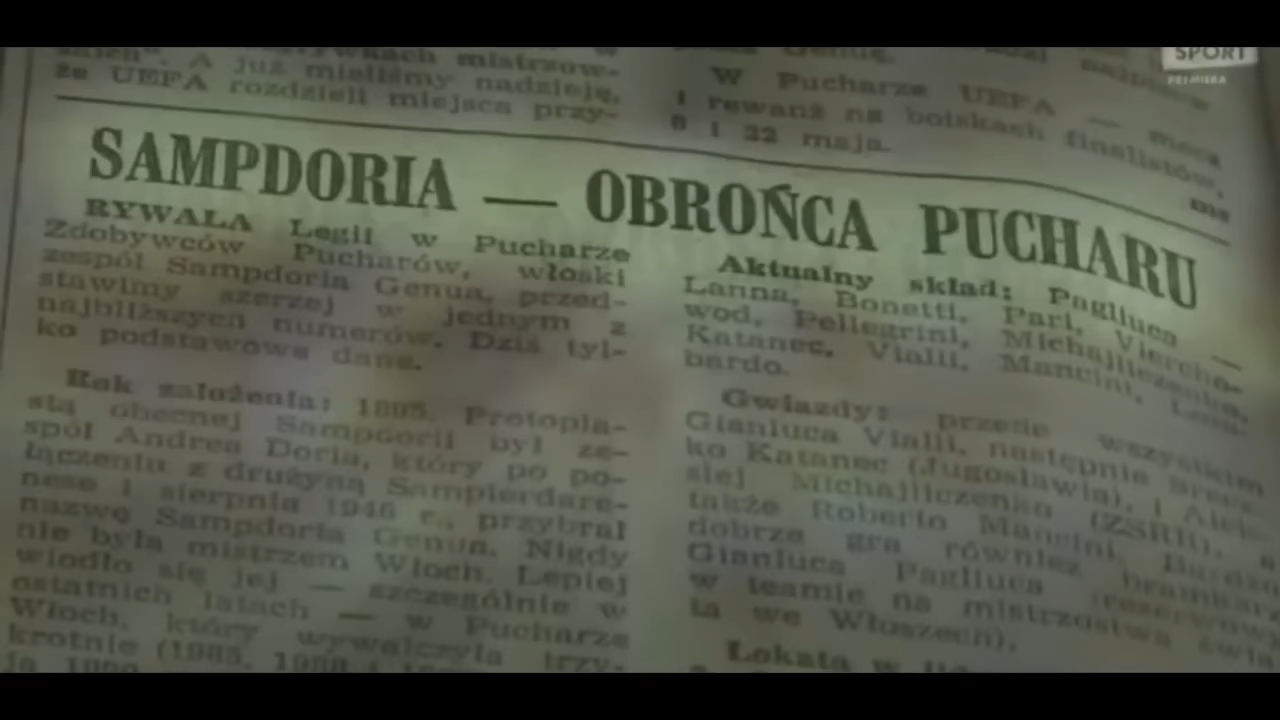 SPORT
PREMIERA
A już mieliśmy nadzieję,
że UEFA rozdzieli miejsca przy-
W Pucharze UEFA — mecz
i rewanż na boiskach finalistów,
8 i 22 maja.
SAMPDORIA — OBROŃCA PUCHARU
RYWALA Legii w Pucharze
Zdobywców Pucharów, włoski
zespół Sampdoria Genua, przed-
stawimy szerzej w jednym z
najbliższych numerów. Dziś tyl-
ko podstawowe dane.
Rok założenia: 1895. Protopla-
stą obecnej Sampdorii był ze-
spół Andrea Doria, który po po-
łączeniu z drużyną Sampierdare-
nese 1 sierpnia 1946 r., przybrał
nazwę Sampdoria Genua. Nigdy
nie była mistrzem Włoch. Lepiej
wiodło się jej — szczególnie w
ostatnich latach — w Pucharze
Włoch, który wywalczyła trzy-
krotnie (1985, 1988 i
Aktualny skład: Pagliuca —
Lanna, Bonetti, Pari, Viercho-
wod, Pellegrini, Michajliczenko,
Katanec, Vialli, Mancini, Lom-
bardo.
Gwiazdy: przede wszystkim
Gianluca Vialli, następnie Srecz-
ko Katanec (Jugosławia), i Alek-
siej Michajliczenko (ZSRR), a
także Roberto Mancini. Bardzo
dobrze gra również bramkarz
Gianluca Pagliuca (rezerwowy
w teamie na mistrzostwa świa-
ta we Włoszech).
Lokata w